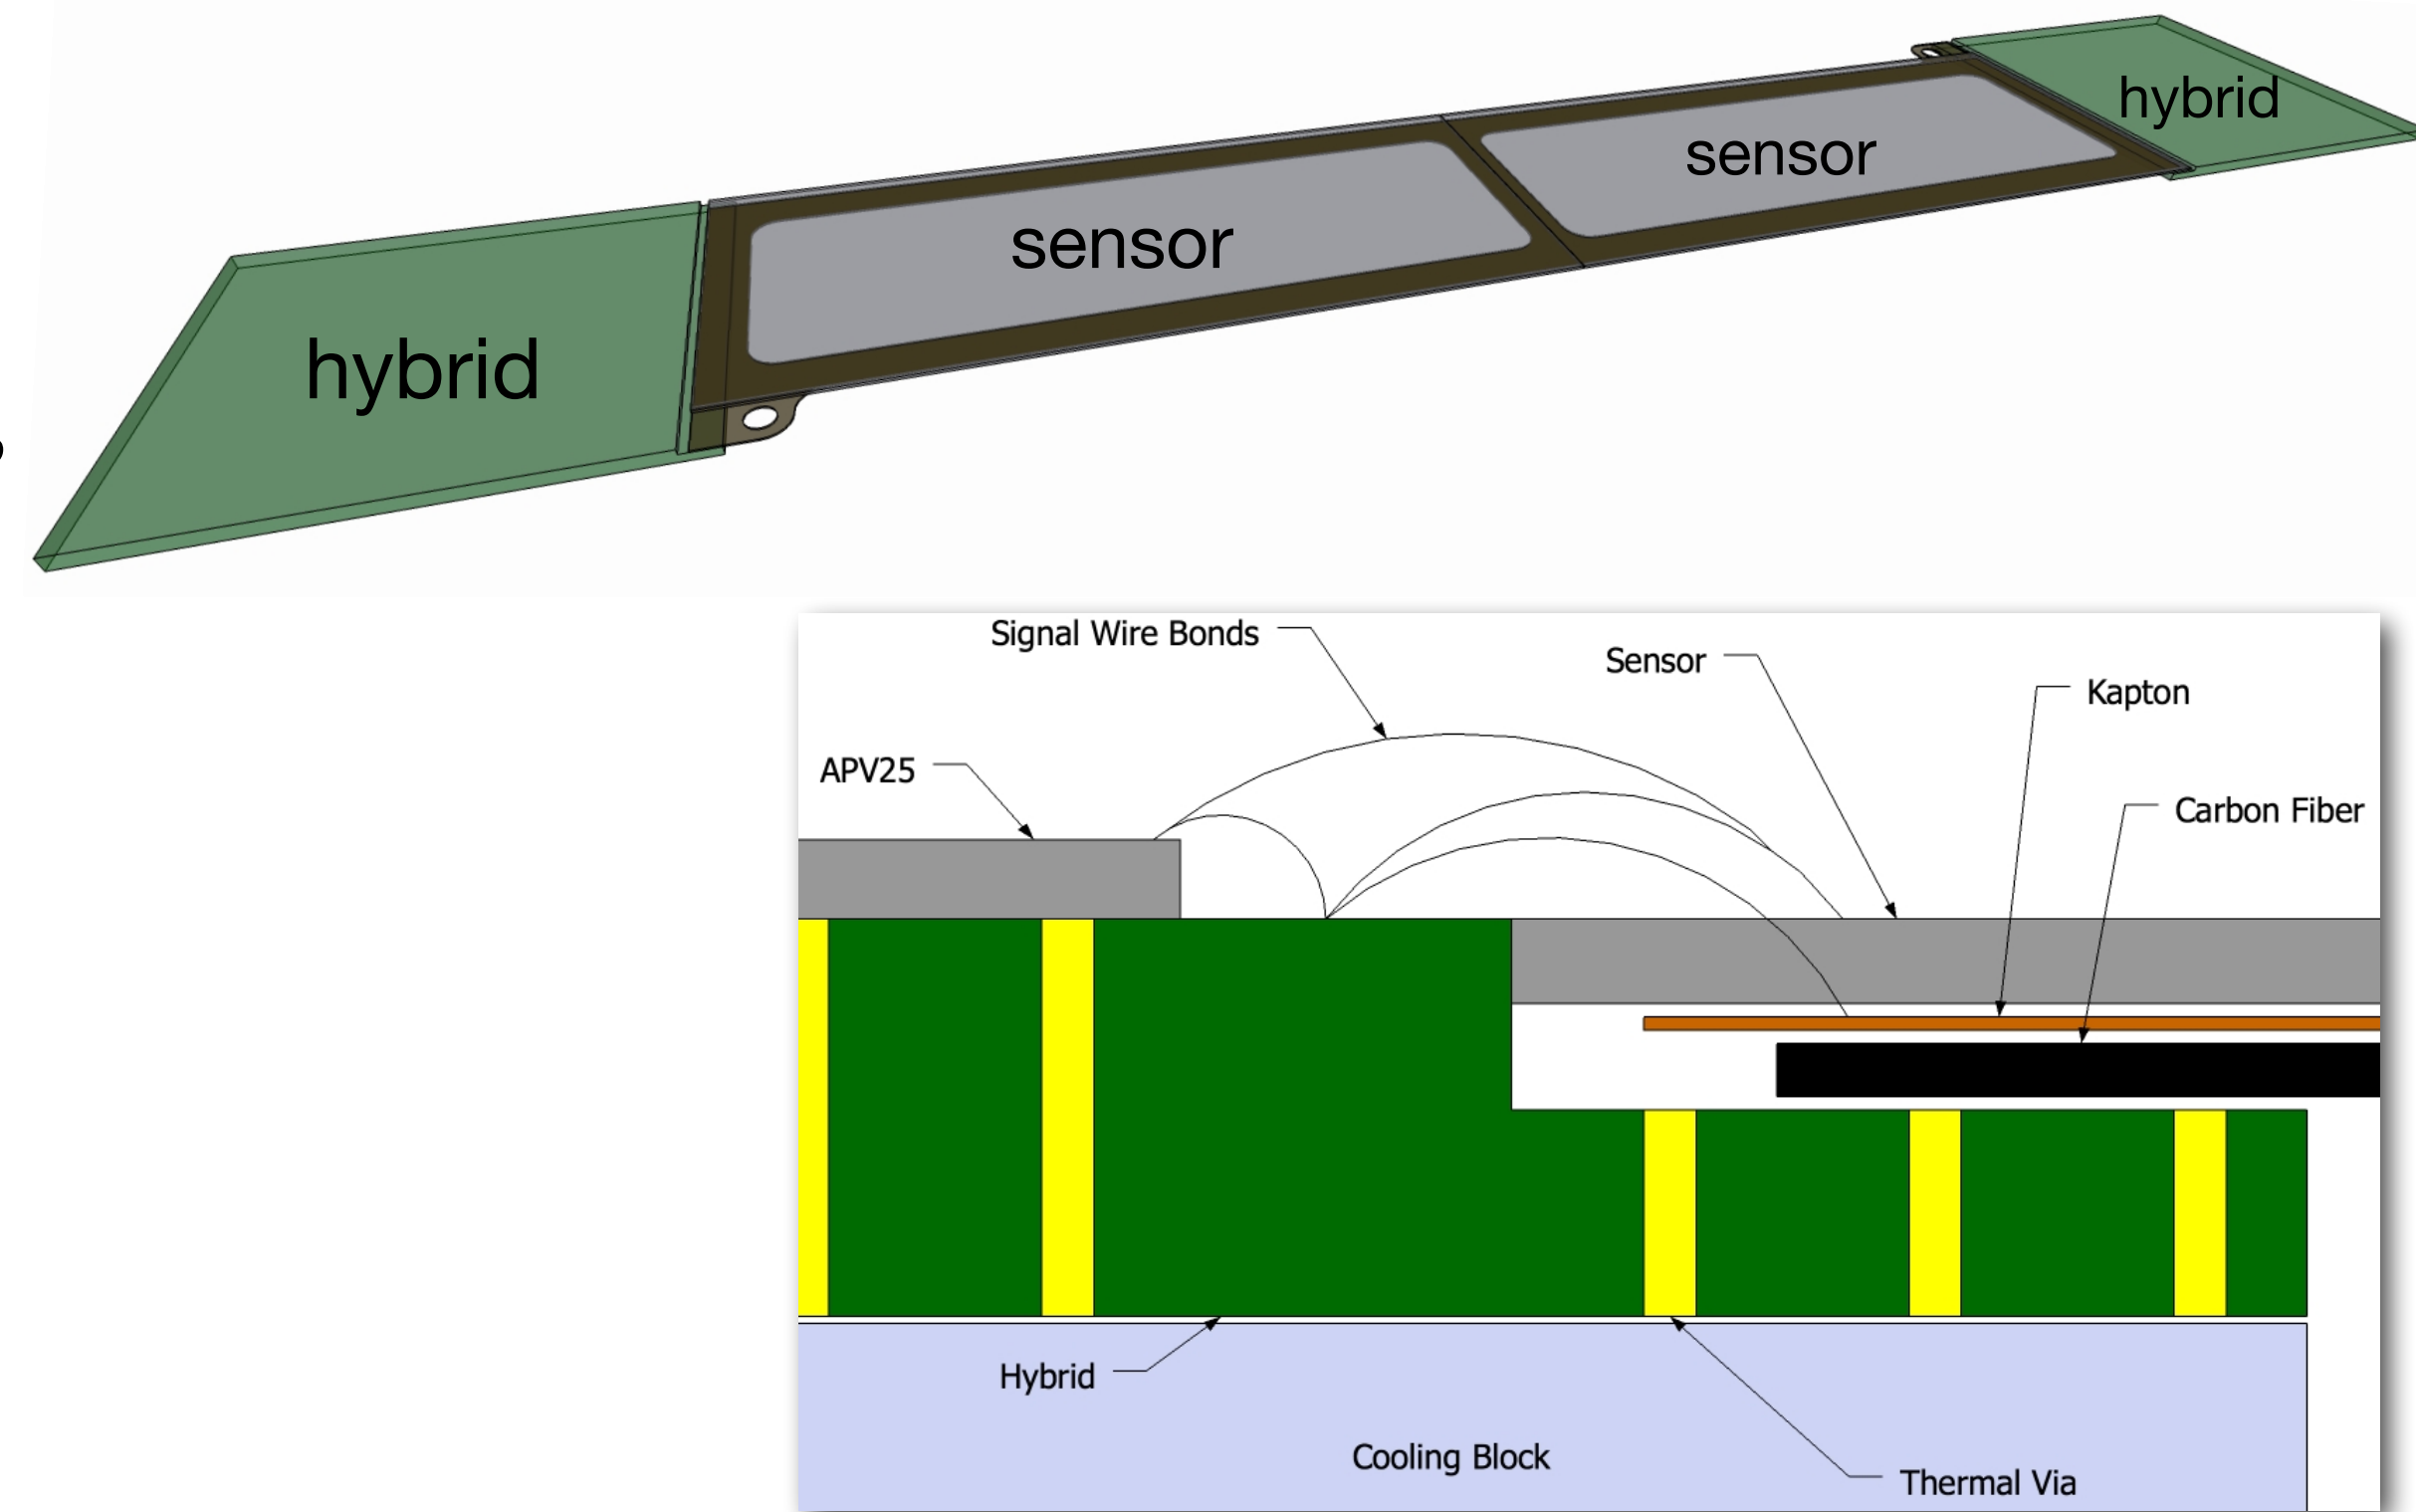 hybrid
sensor
sensor
hybrid
Signal Wire Bonds
Sensor
Kapton
APV25
Carbon Fiber
Hybrid
Cooling Block
Thermal Via